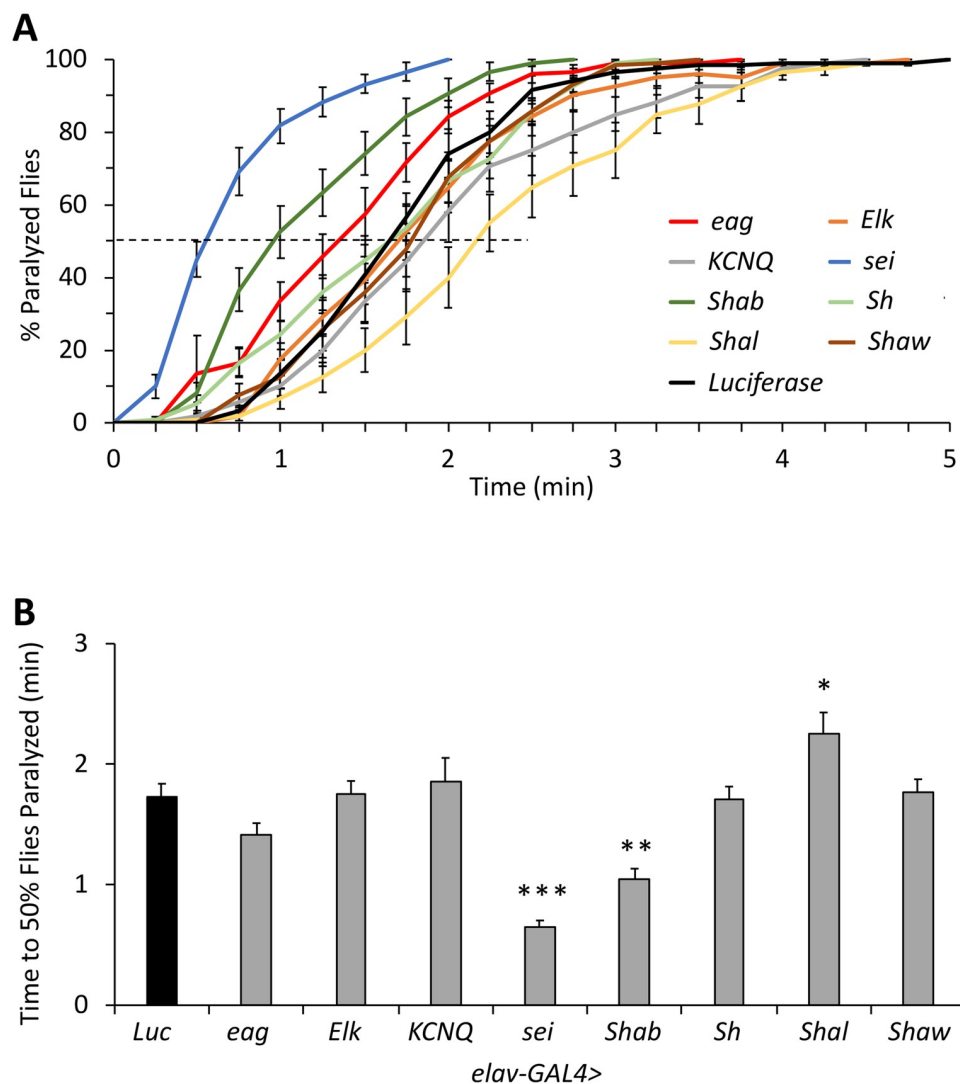 A
% Paralyzed Flies
100
80
60
40
20
0
0 1 2 3 4 5
Time (min)
eag Elk
KCNQ sei
Shab Sh
Shal Shaw
Luciferase
B
Time to 50% Flies Paralyzed (min)
3
2
1
0
*** ** *
Luc eag Elk KCNQ sei Shab Sh Shal Shaw
elav-GAL4>